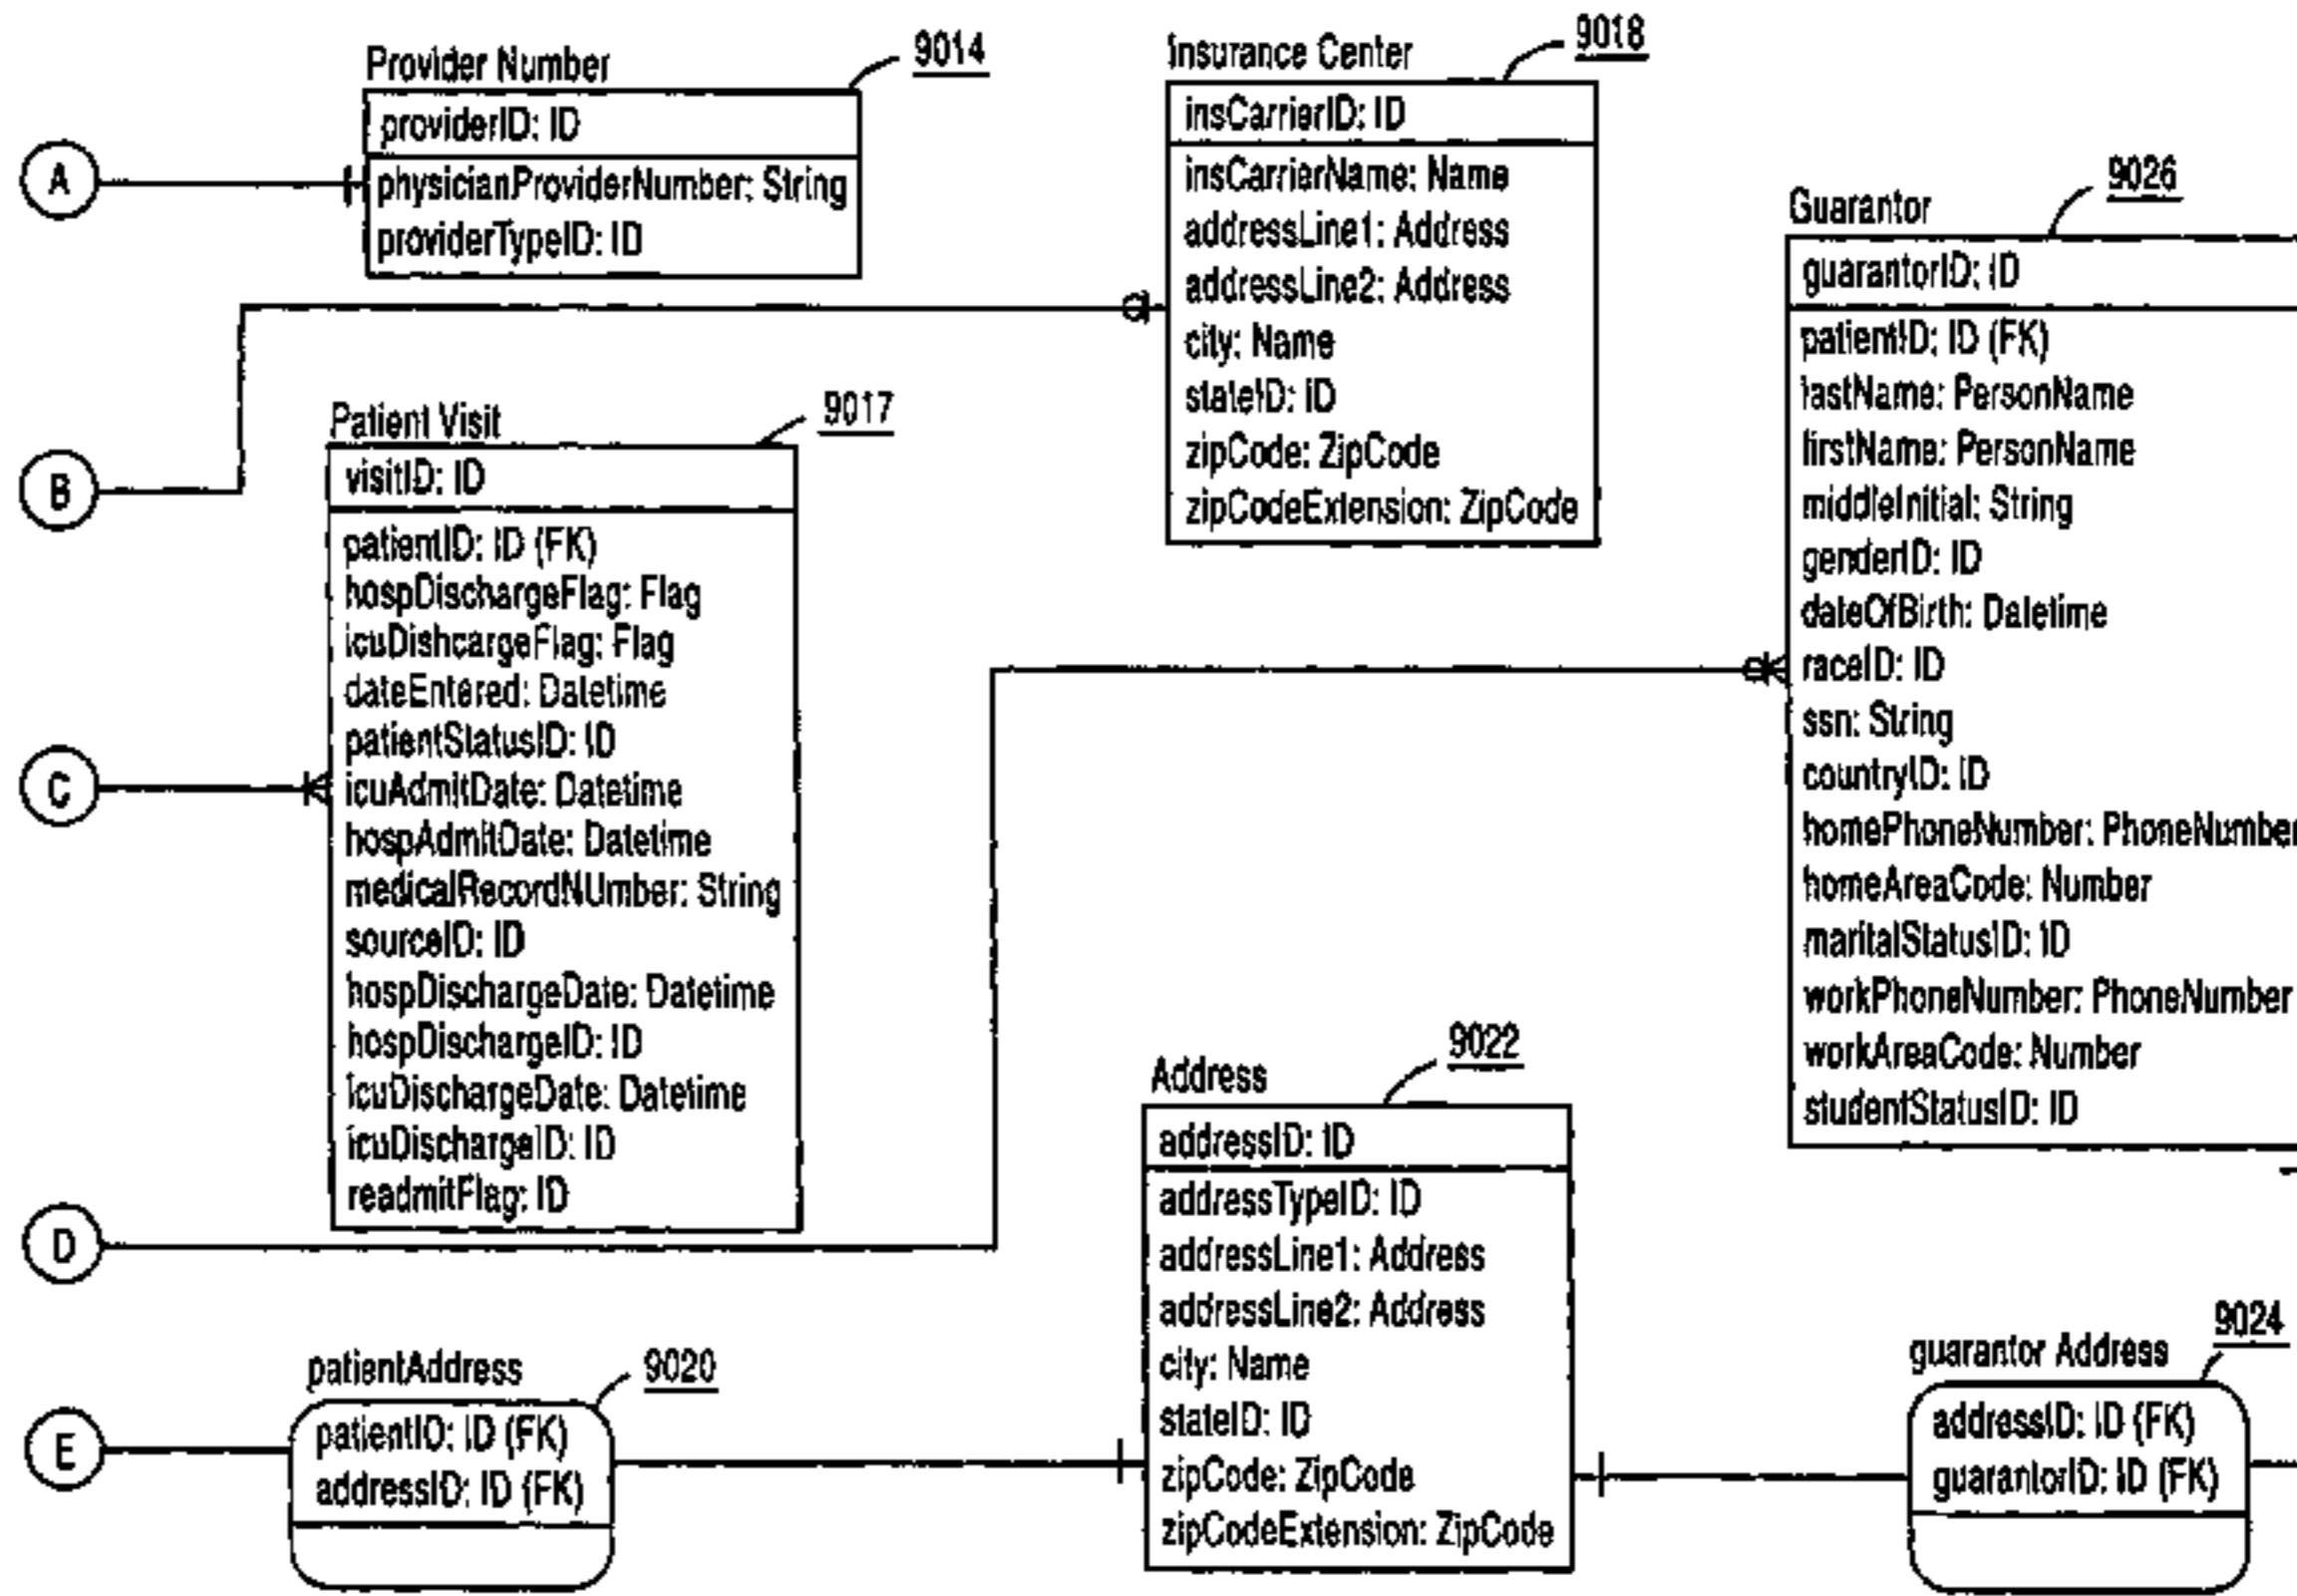 Provider Number
9014
providerID: ID
physicianProviderNumber: String
providerTypeID: ID
A
Insurance Center
9018
insCarrierID: ID
insCarrierName: Name
addressLine1: Address
addressLine2: Address
city: Name
stateID: ID
zipCode: ZipCode
zipCodeExtension: ZipCode
B
Patient Visit
9017
visitID: ID
patientID: ID (FK)
hospDischargeFlag: Flag
icuDishcargeFlag: Flag
dateEntered: Datetime
patientStatusID: ID
icuAdmitDate: Datetime
hospAdmitDate: Datetime
medicalRecordNUmber: String
sourceID: ID
hospDischargeDate: Datetime
hospDischargeID: ID
icuDischargeDate: Datetime
icuDischargeID: ID
readmitFlag: ID
C
Guarantor
9026
guarantorID: ID
patientID: ID (FK)
lastName: PersonName
firstName: PersonName
middleInitial: String
genderID: ID
dateOfBirth: Datetime
raceID: ID
ssn: String
countryID: ID
homePhoneNumber: PhoneNumber
homeAreaCode: Number
maritalStatusID: ID
workPhoneNumber: PhoneNumber
workAreaCode: Number
studentStatusID: ID
D
Address
9022
addressID: ID
addressTypeID: ID
addressLine1: Address
addressLine2: Address
city: Name
stateID: ID
zipCode: ZipCode
zipCodeExtension: ZipCode
E
patientAddress
9020
patientID: ID (FK)
addressID: ID (FK)
guarantor Address
9024
addressID: ID (FK)
guarantorID: ID (FK)